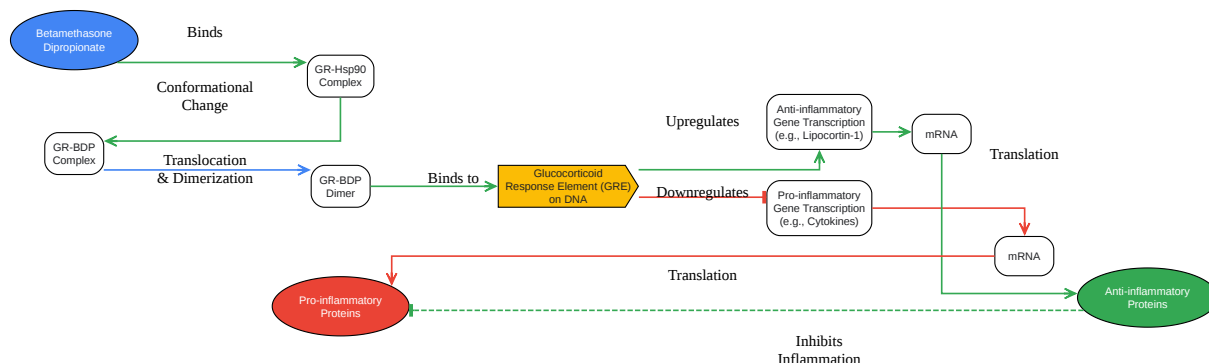 Betamethasone
Dipropionate
Binds
GR-Hsp90
Complex
Conformational
Change
GR-BDP
Complex
Translocation
& Dimerization
GR-BDP
Dimer
Binds to
Glucocorticoid
Response Element (GRE)
on DNA
Upregulates
Anti-inflammatory
Gene Transcription
(e.g., Lipocortin-1)
mRNA
Translation
Downregulates
Pro-inflammatory
Gene Transcription
(e.g., Cytokines)
mRNA
Translation
Pro-inflammatory
Proteins
Anti-inflammatory
Proteins
Inhibits
Inflammation